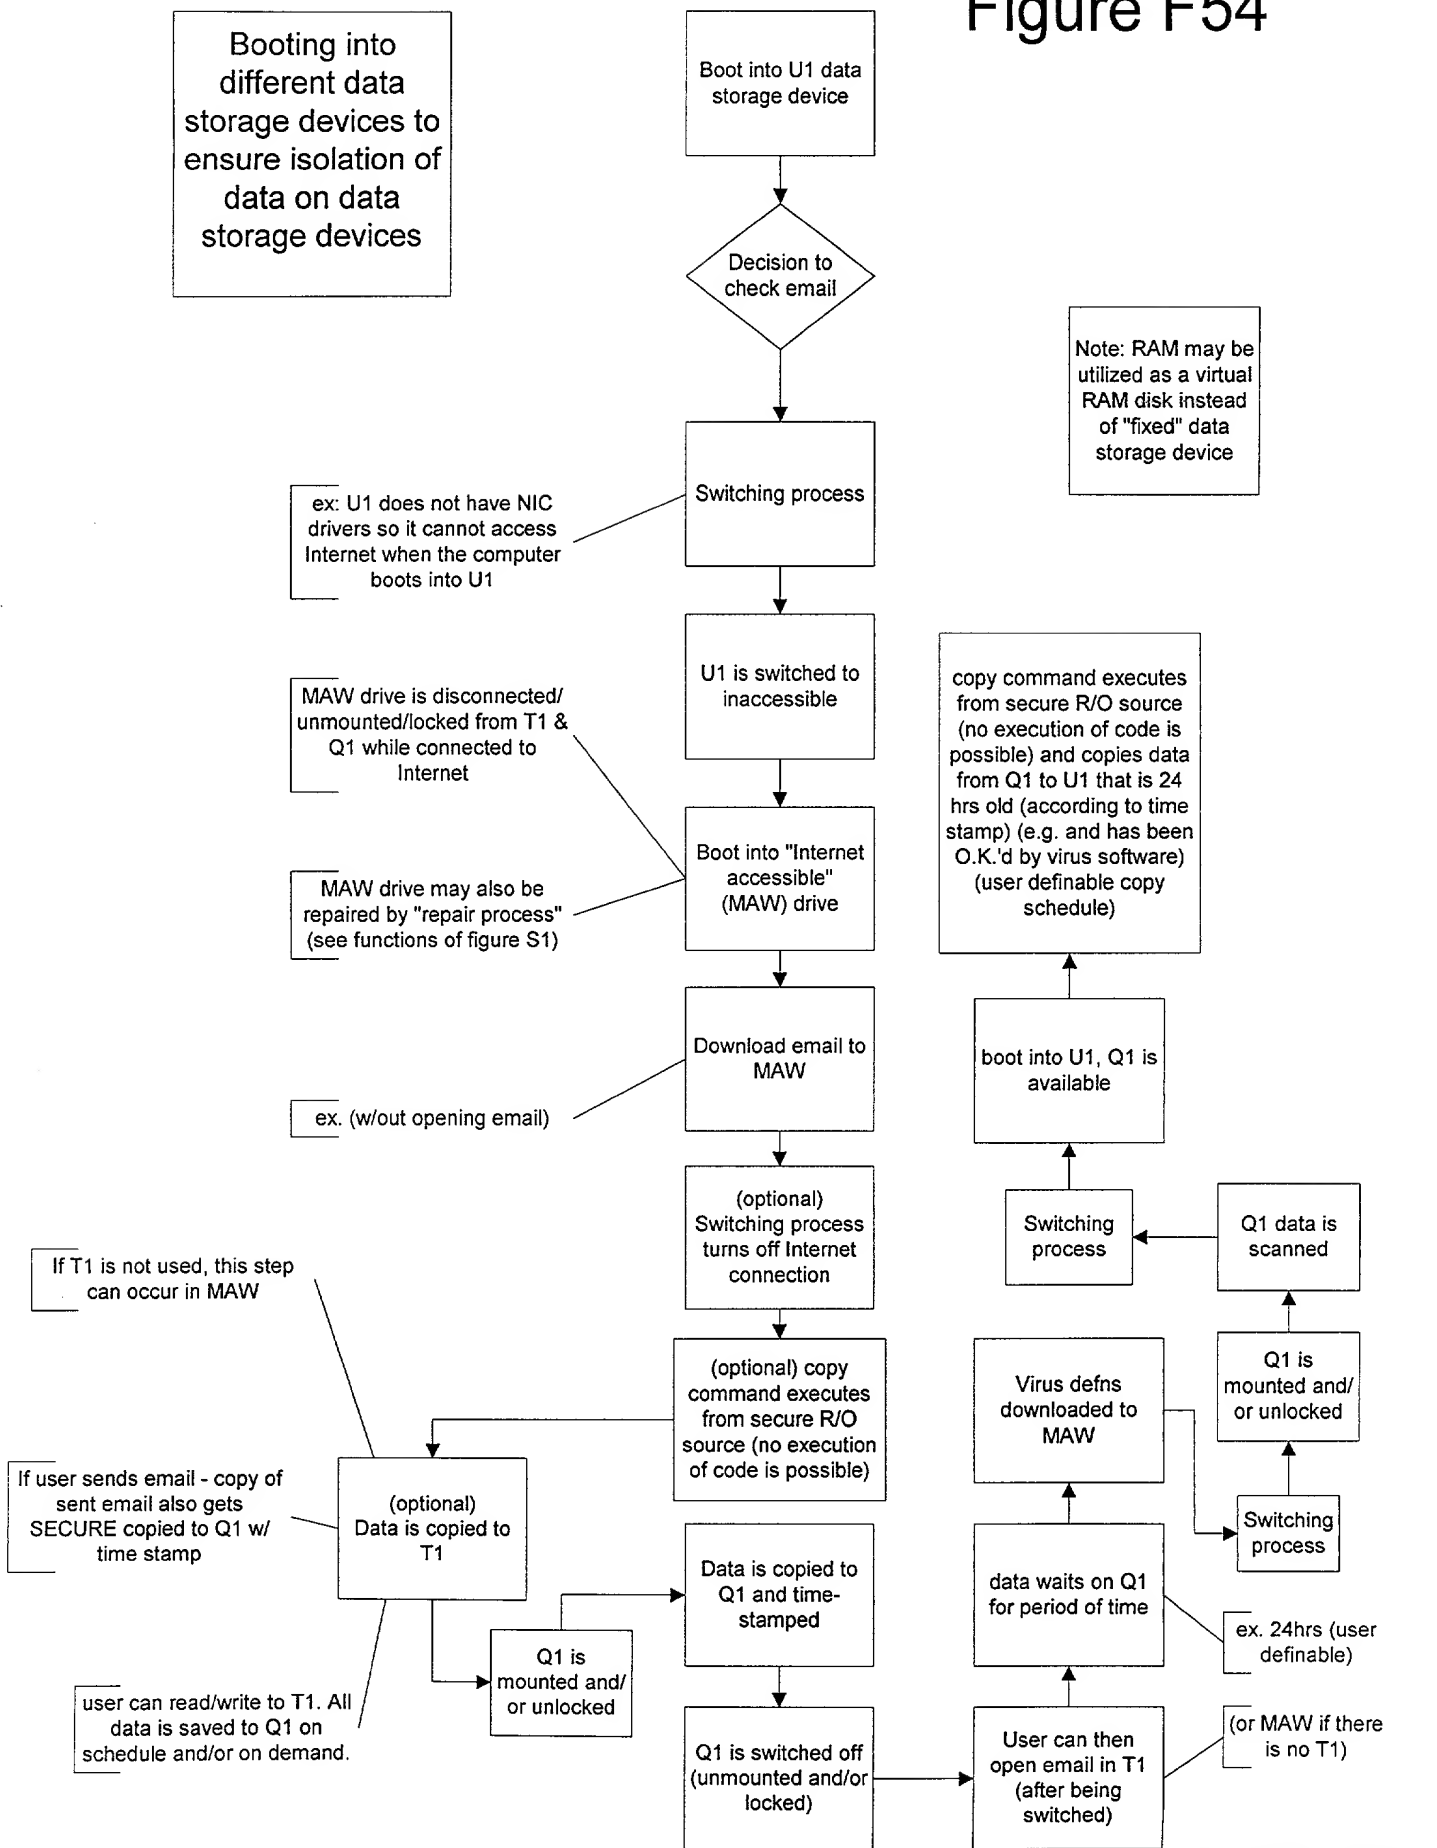 Figure F54
Booting into
different data
storage devices to
ensure isolation of
data on data
storage devices
Boot into U1 data
storage device
Decision to
check email
Note: RAM may be
utilized as a virtual
RAM disk instead
of "fixed" data
storage device
Switching process
ex: U1 does not have NIC
drivers so it cannot access
Internet when the computer
boots into U1
U1 is switched to
inaccessible
MAW drive is disconnected/
unmounted/locked from T1 &
Q1 while connected to
Internet
Boot into "Internet
accessible"
(MAW) drive
MAW drive may also be
repaired by "repair process"
(see functions of figure S1)
Download email to
MAW
ex. (w/out opening email)
(optional)
Switching process
turns off Internet
connection
(optional) copy
command executes
from secure R/O
source (no execution
of code is possible)
If T1 is not used, this step
can occur in MAW
(optional)
Data is copied to
T1
If user sends email - copy of
sent email also gets
SECURE copied to Q1 w/
time stamp
user can read/write to T1. All
data is saved to Q1 on
schedule and/or on demand.
Q1 is
mounted and/
or unlocked
Data is copied to
Q1 and time-
stamped
Q1 is switched off
(unmounted and/or
locked)
User can then
open email in T1
(after being
switched)
(or MAW if there
is no T1)
data waits on Q1
for period of time
ex. 24hrs (user
definable)
Virus defns
downloaded to
MAW
Switching
process
Q1 is
mounted and/
or unlocked
Q1 data is
scanned
Switching
process
boot into U1, Q1 is
available
copy command executes
from secure R/O source
(no execution of code is
possible) and copies data
from Q1 to U1 that is 24
hrs old (according to time
stamp) (e.g. and has been
O.K.'d by virus software)
(user definable copy
schedule)